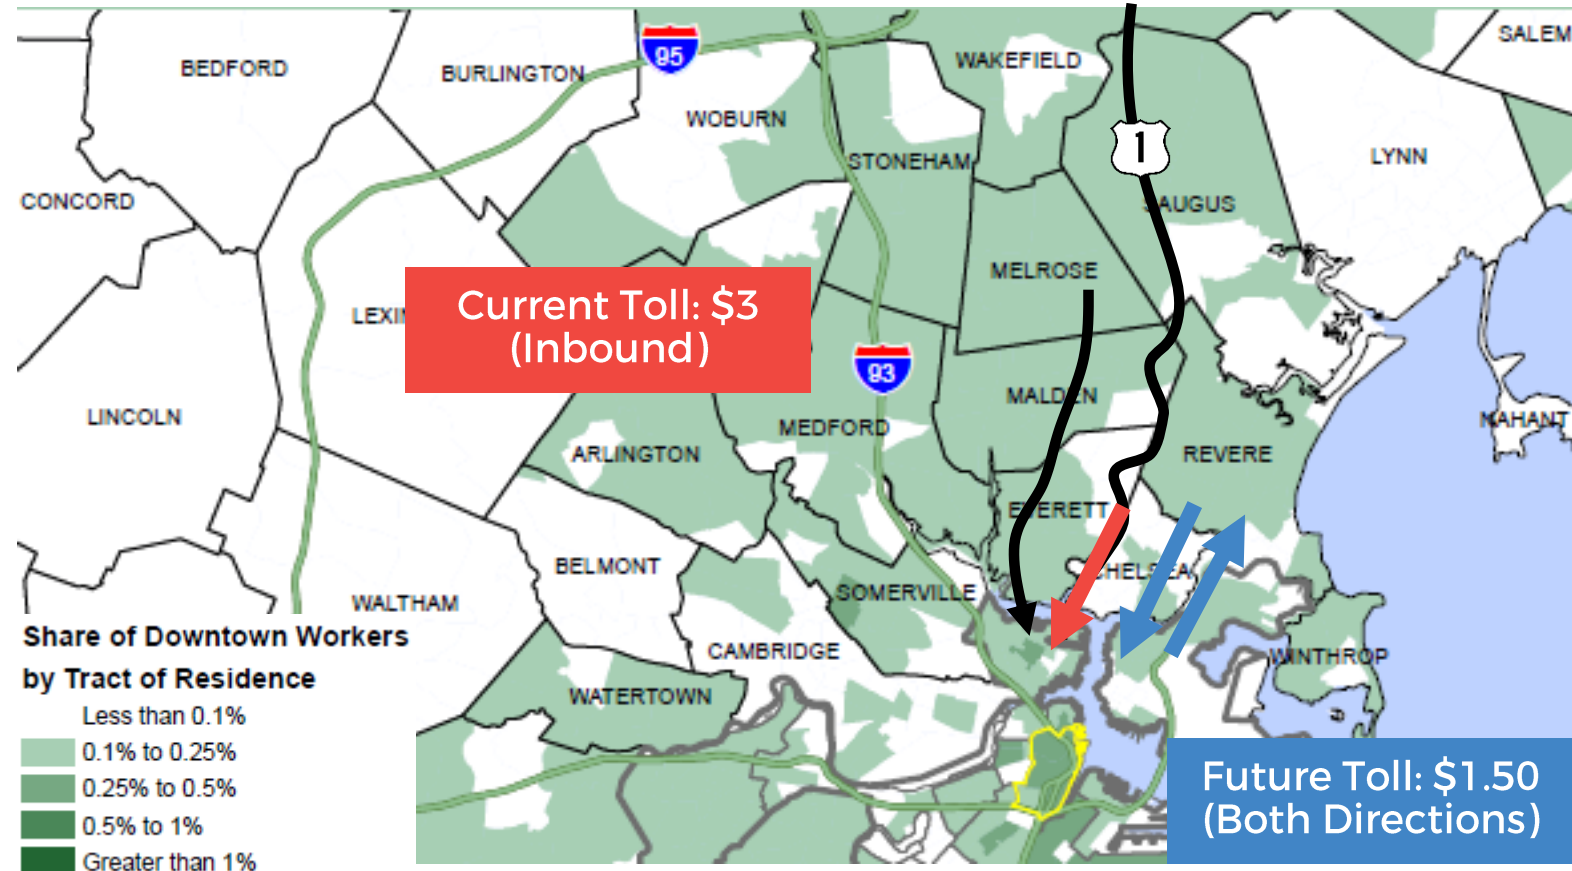 SALEM
95
BEDFORD
BURLINGTON
WAKEFIELD
WOBURN
1
LYNN
STONEHAM
CONCORD
SAUGUS
MELROSE
Current Toll: $3
(Inbound)
LEXI
93
MALDEN
LINCOLN
MEDFORD
NAHANT
ARLINGTON
REVERE
EVERETT
BELMONT
CHELSEA
SOMERVILLE
WALTHAM
Share of Downtown Workers
by Tract of Residence
CAMBRIDGE
WINTHROP
WATERTOWN
Less than 0.1%
0.1% to 0.25%
0.25% to 0.5%
0.5% to 1%
Greater than 1%
Future Toll: $1.50
(Both Directions)